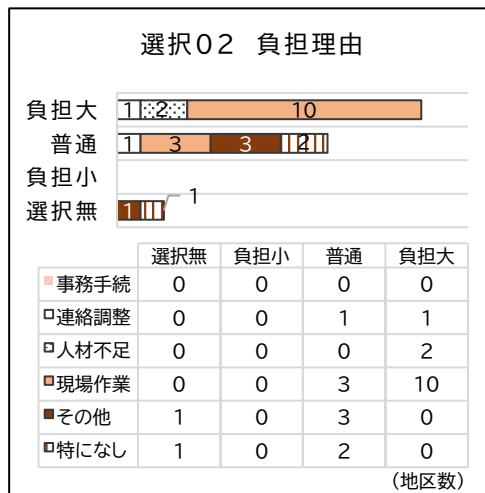 選択02 負担理由
負担大 1 2 10
普通 1 3 3 2
負担小
選択無 1 1
選択無 負担小 普通 負担大
事務手続 0 0 0 0
連絡調整 0 0 1 1
人材不足 0 0 0 2
現場作業 0 0 3 10
その他 1 0 3 0
特になし 1 0 2 0
(地区数)